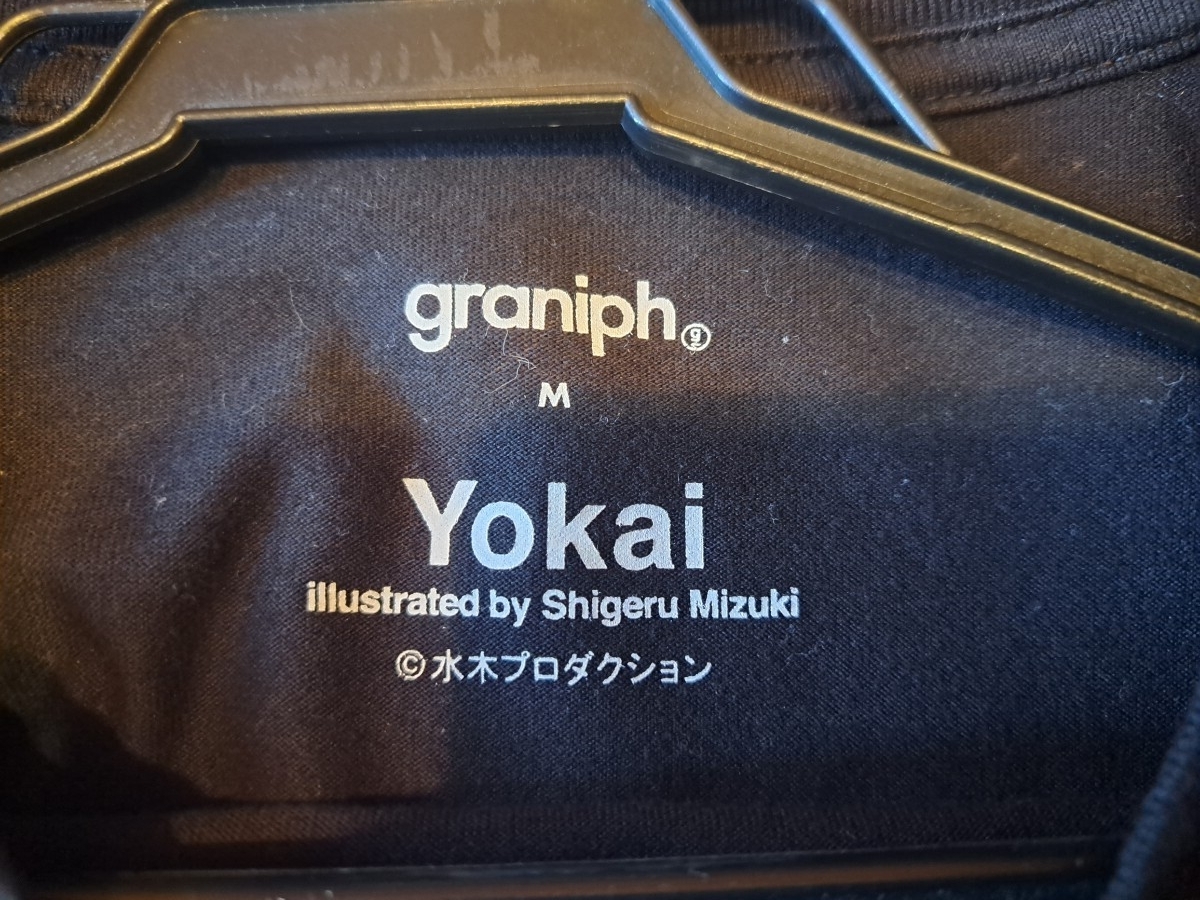 graniph
M
Yokai
illustrated by Shigeru Mizuki
©水木プロダクション